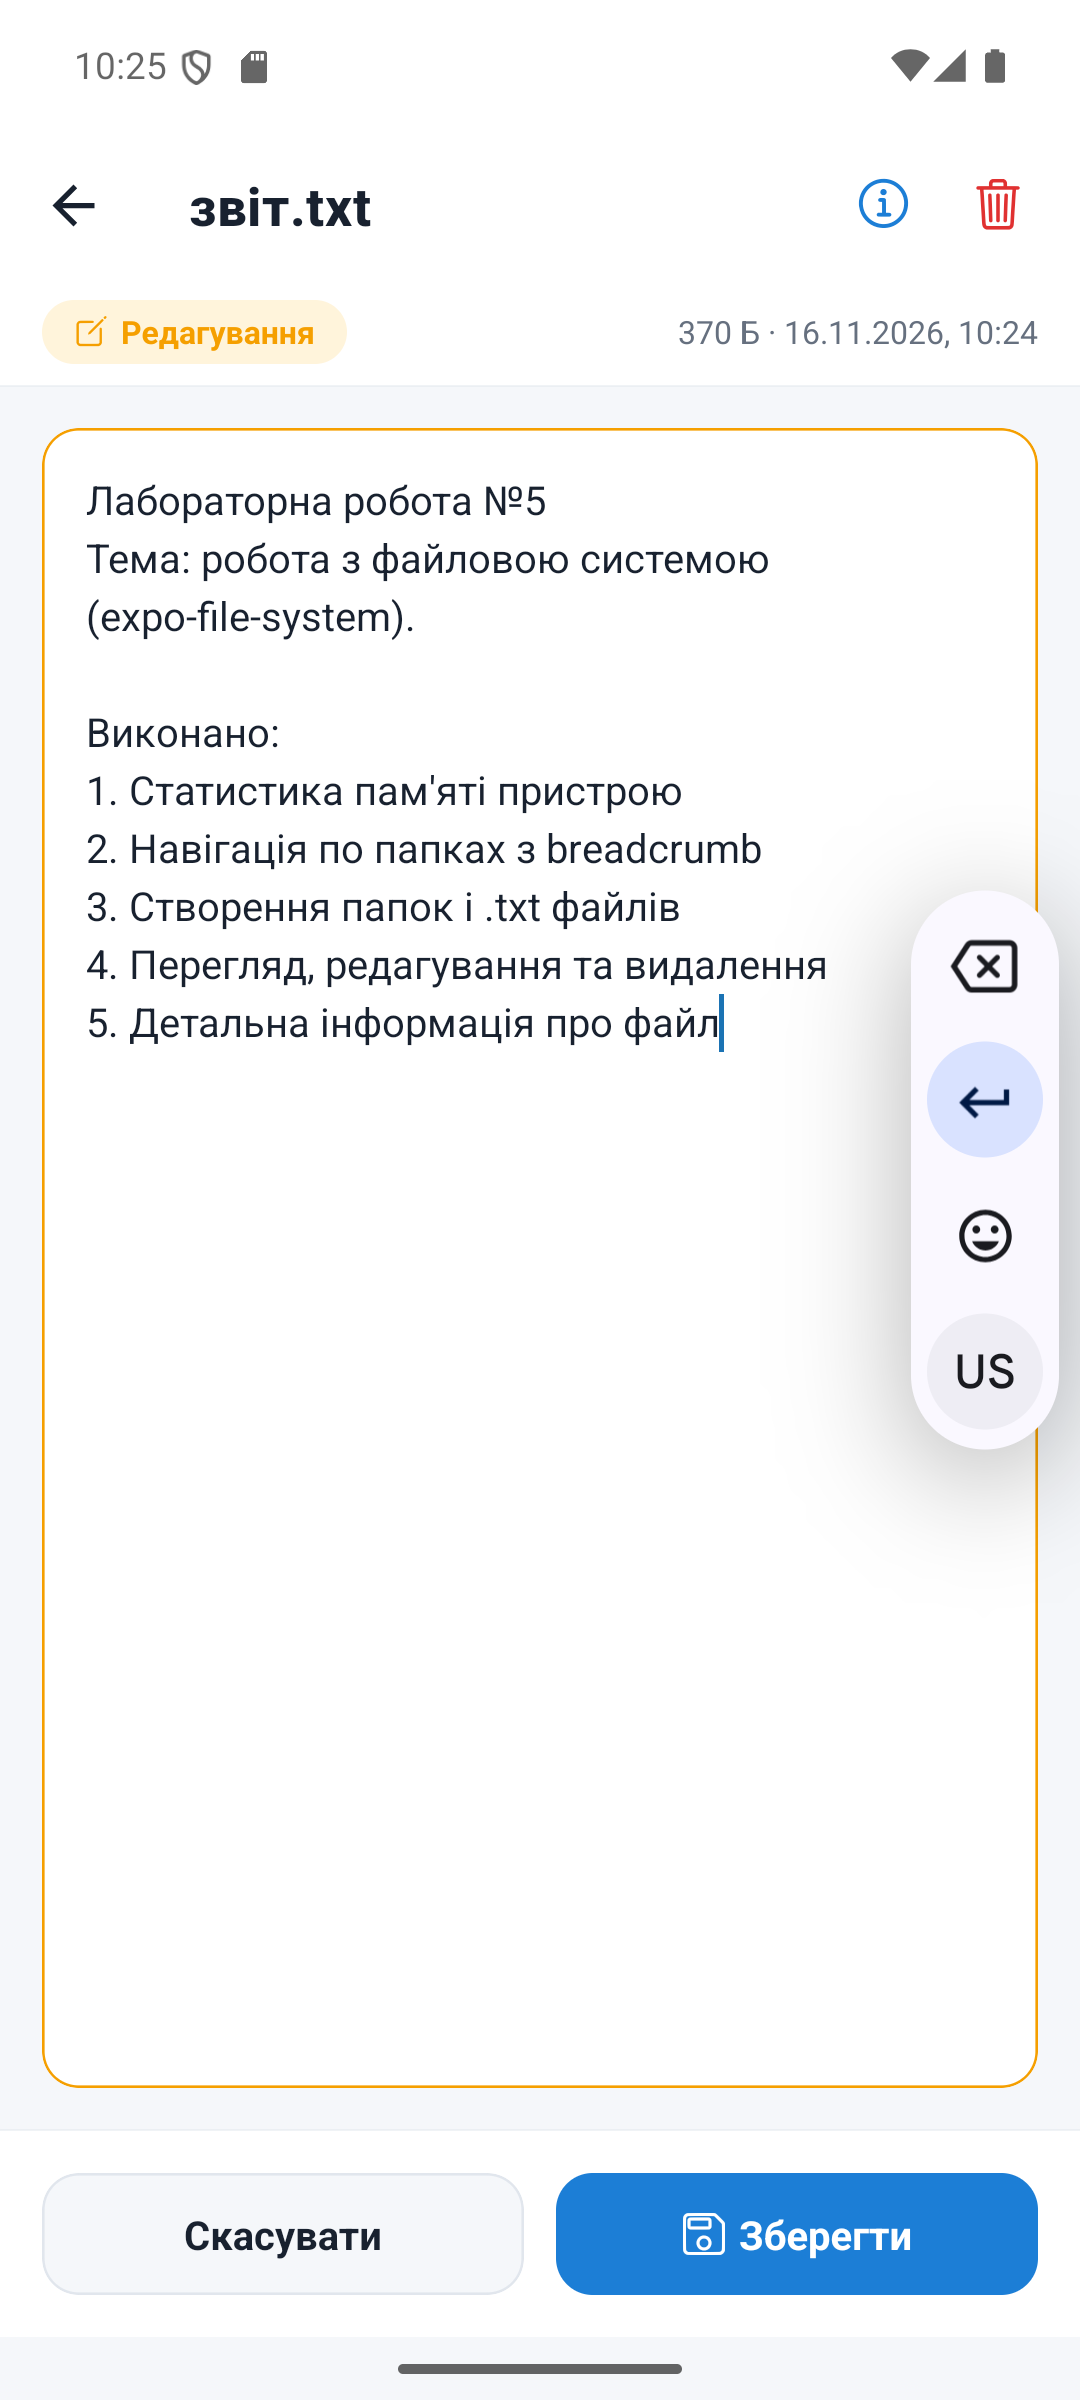 10:25
звіт.txt
Редагування
370 Б · 16.11.2026, 10:24
Лабораторна робота №5
Тема: робота з файловою системою
(expo-file-system).
Виконано:
1. Статистика пам'яті пристрою
2. Навігація по папках з breadcrumb
3. Створення папок і .txt файлів
4. Перегляд, редагування та видалення
5. Детальна інформація про файл
US
Скасувати
Зберегти